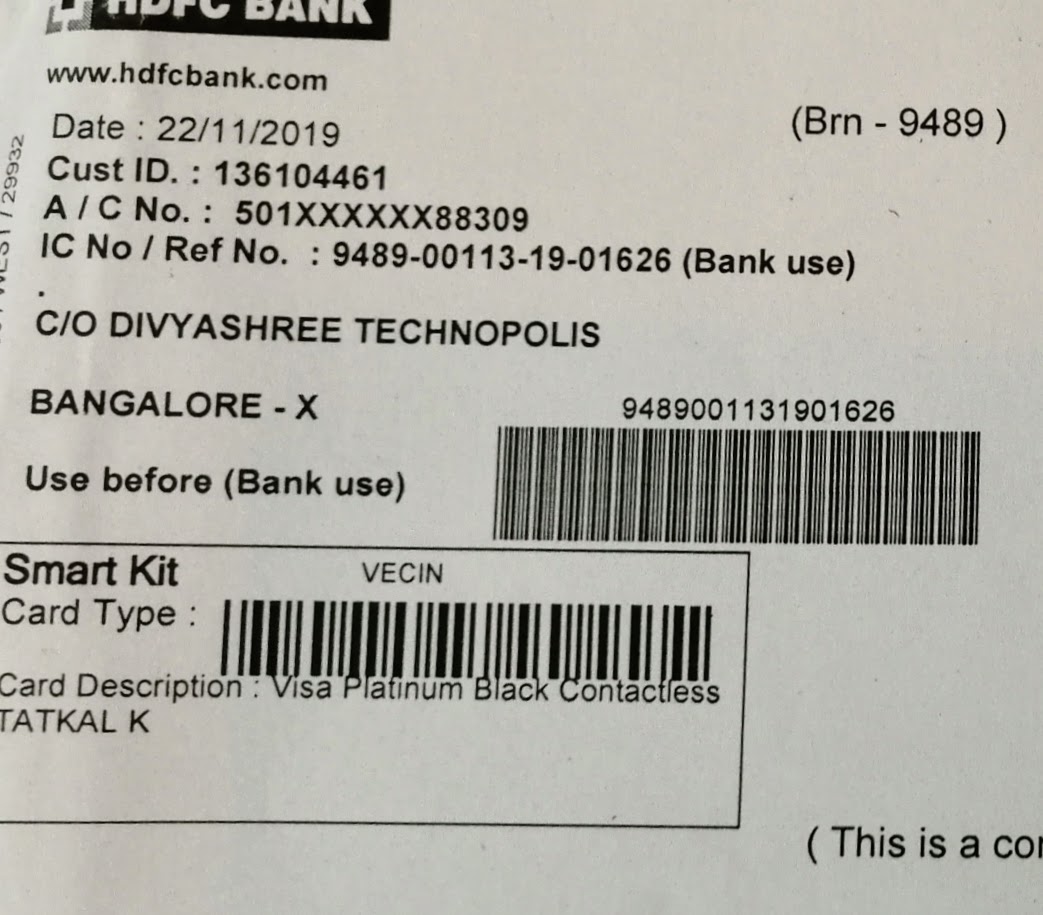 HDFC BANK
www.hdfcbank.com
Date : 22/11/2019
(Brn - 9489 )
Cust ID. : 136104461
A / C No. : 501XXXXXX88309
IC No / Ref No. : 9489-00113-19-01626 (Bank use)
.
C/O DIVYASHREE TECHNOPOLIS
BANGALORE - X
9489001131901626
Use before (Bank use)
Smart Kit
VECIN
Card Type :
Card Description : Visa Platinum Black Contactless
TATKAL K
( This is a co
/ 29932